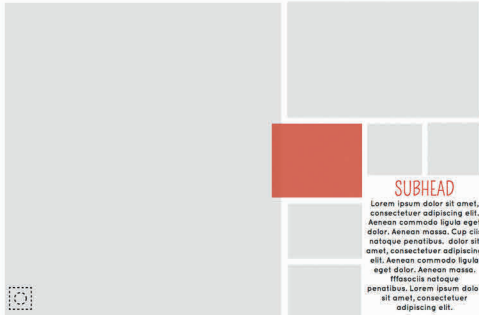 SUBHEAD
Lorem ipsum dolor sit amet,
consectetuer adipiscing elit.
Aenean commodo ligula eget
dolor. Aenean massa. Cup ciis
natoque penatibus. dolor sit
amet, consectetuer adipiscing
elit. Aenean commodo ligula
eget dolor. Aenean massa.
fffasociis natoque
penatibus. Lorem ipsum dolor
sit amet, consectetuer
adipiscing elit.